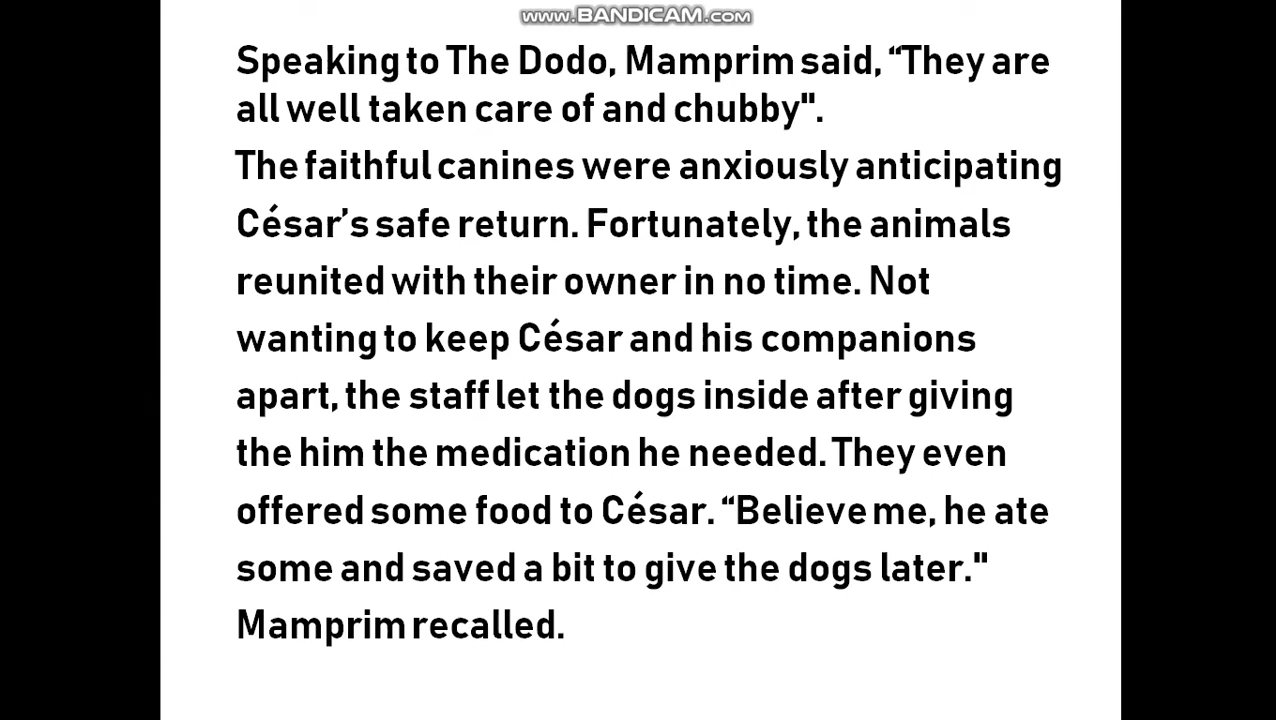 www.BANDICAM.com
Speaking to The Dodo, Mamprim said, “They are
all well taken care of and chubby".
The faithful canines were anxiously anticipating
César’s safe return. Fortunately, the animals
reunited with their owner in no time. Not
wanting to keep César and his companions
apart, the staff let the dogs inside after giving
the him the medication he needed. They even
offered some food to César. “Believe me, he ate
some and saved a bit to give the dogs later."
Mamprim recalled.